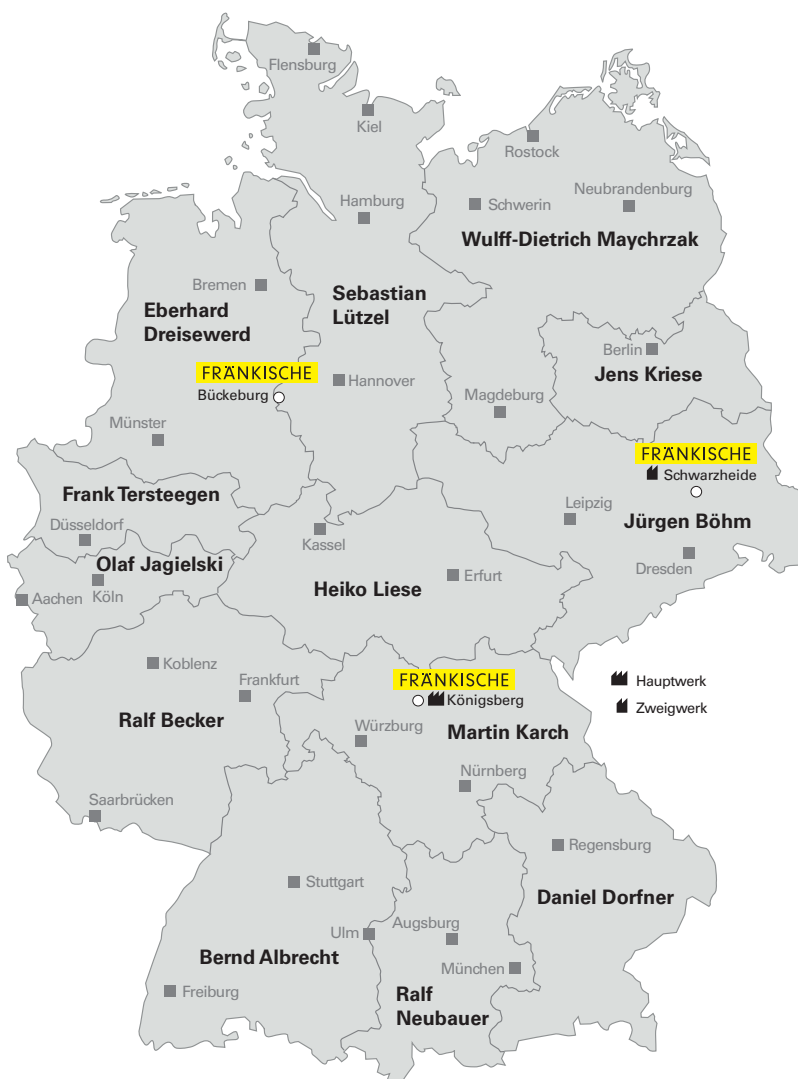 Flensburg
Kiel
Rostock
Hamburg
Schwerin
Neubrandenburg
Wulff-Dietrich Maychrzak
Bremen
Eberhard
Dreisewerd
Sebastian
Lützel
Berlin
Jens Kriese
FRÄNKISCHE
Bückeburg
Hannover
Magdeburg
Münster
FRÄNKISCHE
Schwarzheide
Frank Tersteegen
Düsseldorf
Leipzig
Jürgen Böhm
Kassel
Dresden
Olaf Jagielski
Aachen
Köln
Heiko Liese
Erfurt
Koblenz
Frankfurt
FRÄNKISCHE
Königsberg
Hauptwerk
Zweigwerk
Ralf Becker
Würzburg
Martin Karch
Nürnberg
Saarbrücken
Regensburg
Stuttgart
Daniel Dorfner
Ulm
Augsburg
Bernd Albrecht
München
Freiburg
Ralf
Neubauer